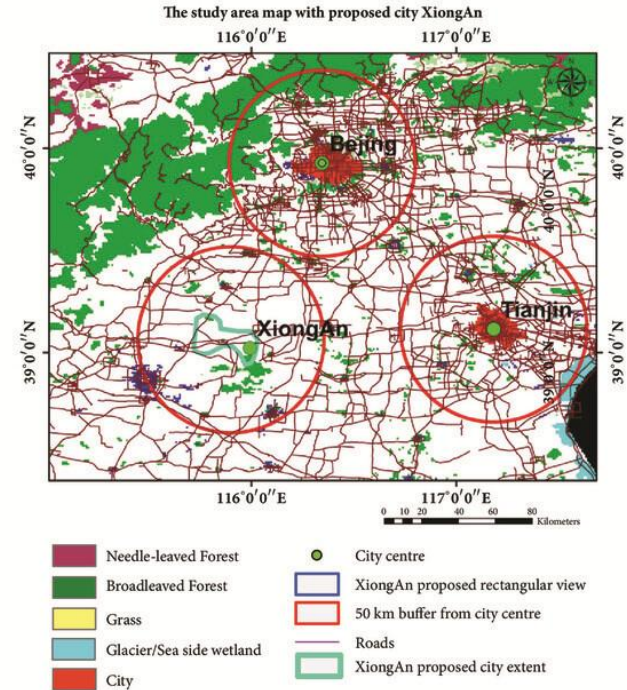 The study area map with proposed city XiongAn
116°0′0″E 117°0′0″E
40°0′0″N
Bejing
40°0′0″N
XiongAn
Tianjin
39°0′0″N
39°0′0″N
116°0′0″E 117°0′0″E
0 10 20 40 60 80
Kilometers
Needle-leaved Forest
Broadleaved Forest
Grass
Glacier/Sea side wetland
City
City centre
XiongAn proposed rectangular view
50 km buffer from city centre
Roads
XiongAn proposed city extent